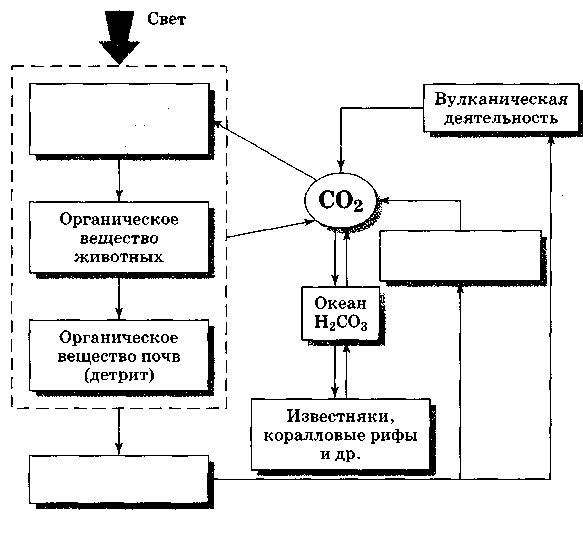 Свет
Вулканическая
деятельность
CO₂
Органическое
вещество
животных
Океан
H₂CO₃
Органическое
вещество почв
(детрит)
Известняки,
коралловые рифы
и др.